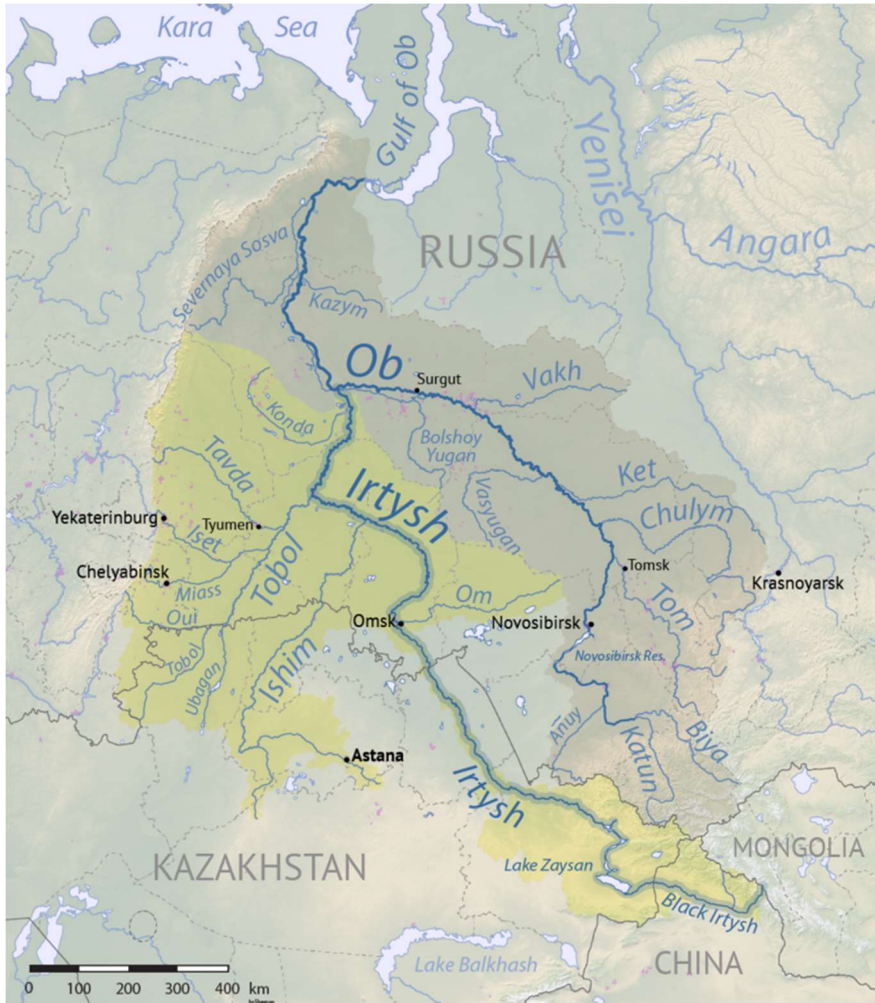 Kara Sea
Gulf of Ob
Yenisei
RUSSIA
Angara
Severnaya Sosva
Kazym
Ob
Surgut
Vakh
Konda
Bolshoy
Yugan
Tavda
Irtysh
Vasyugan
Ket
Chulym
Yekaterinburg
Tyumen
Iset
Tobol
Chelyabinsk
Miass
Tomsk
Krasnoyarsk
Oui
Om
Tom
Omsk
Novosibirsk
Tobol
Ubagan
Ishim
Novosibirsk Res.
Anuy
Katun
Biya
Astana
Irtysh
KAZAKHSTAN
Lake Zaysan
MONGOLIA
Black Irtysh
CHINA
Lake Balkhash
0 100 200 300 400 km